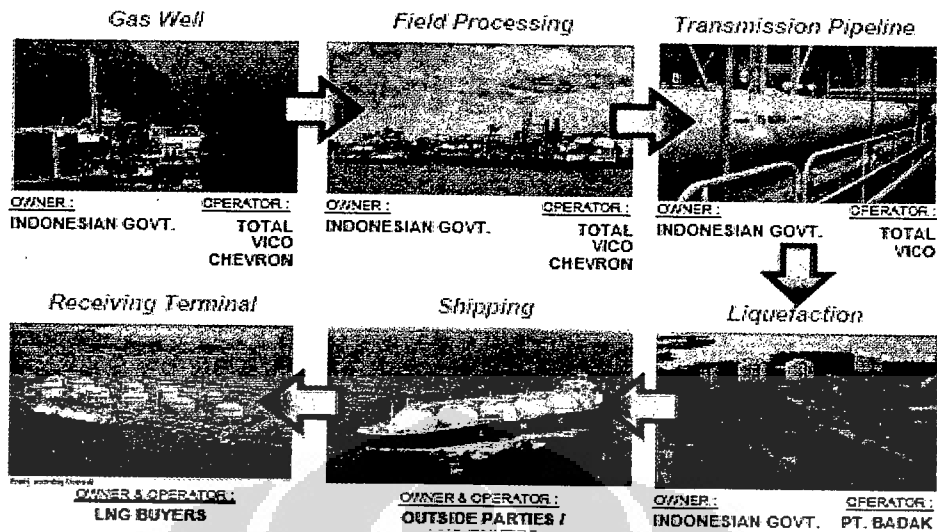 Gas Well
Field Processing
Transmission Pipeline
OWNER :
OPERATOR :
INDONESIAN GOVT.
TOTAL
VICO
CHEVRON
OWNER :
OPERATOR :
INDONESIAN GOVT.
TOTAL
VICO
CHEVRON
OWNER :
OPERATOR :
INDONESIAN GOVT.
TOTAL
VICO
Receiving Terminal
Shipping
Liquefaction
OWNER & OPERATOR :
LNG BUYERS
OWNER & OPERATOR :
OUTSIDE PARTIES /
OWNER :
OPERATOR :
INDONESIAN GOVT.
PT. BADAK